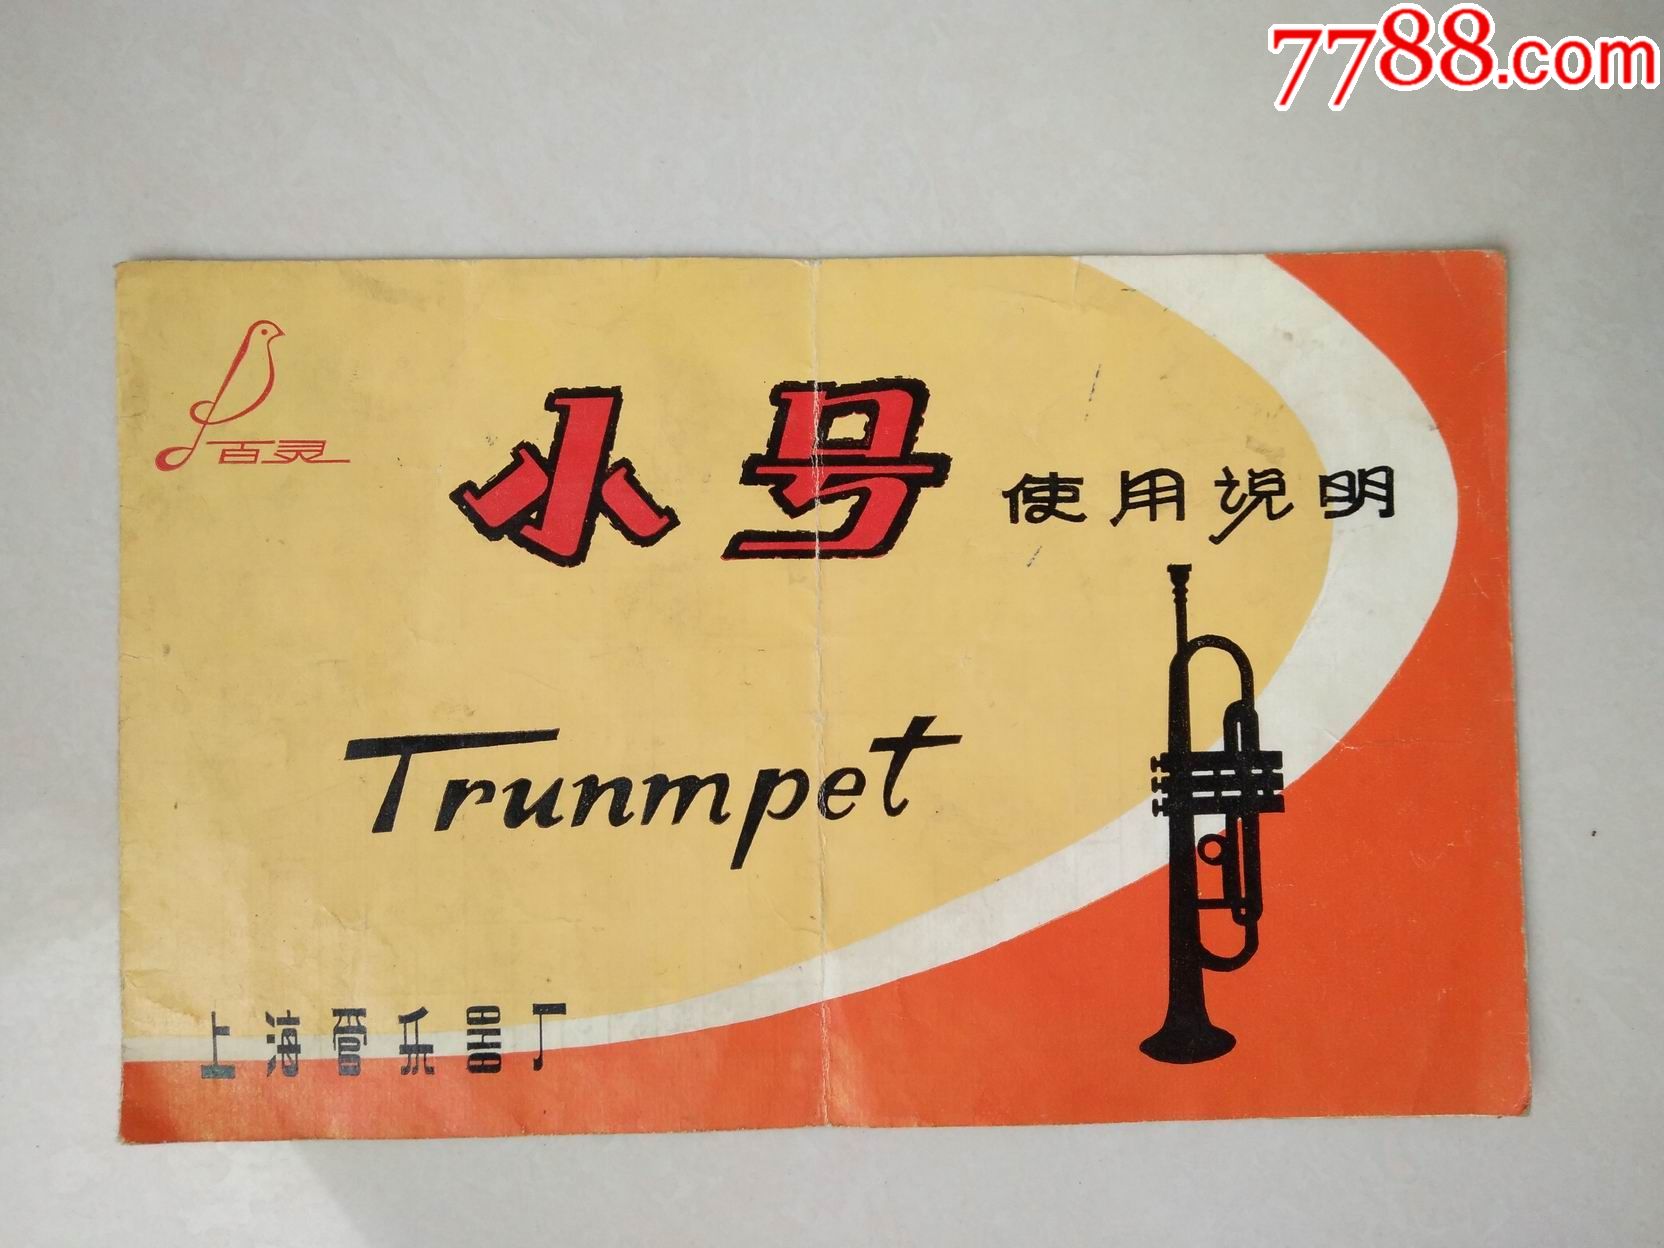 7788.com
百灵
小号 使用说明
Trunmpet
上海管乐器厂